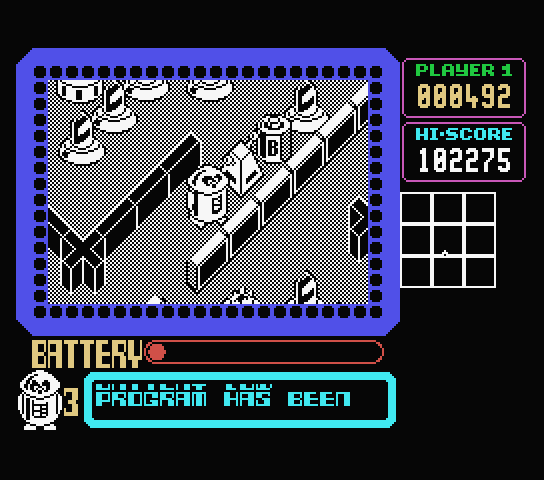 PLAYER 1
000492
HI-SCORE
102275
B
BATTERY
3
PROGRAM HAS BEEN